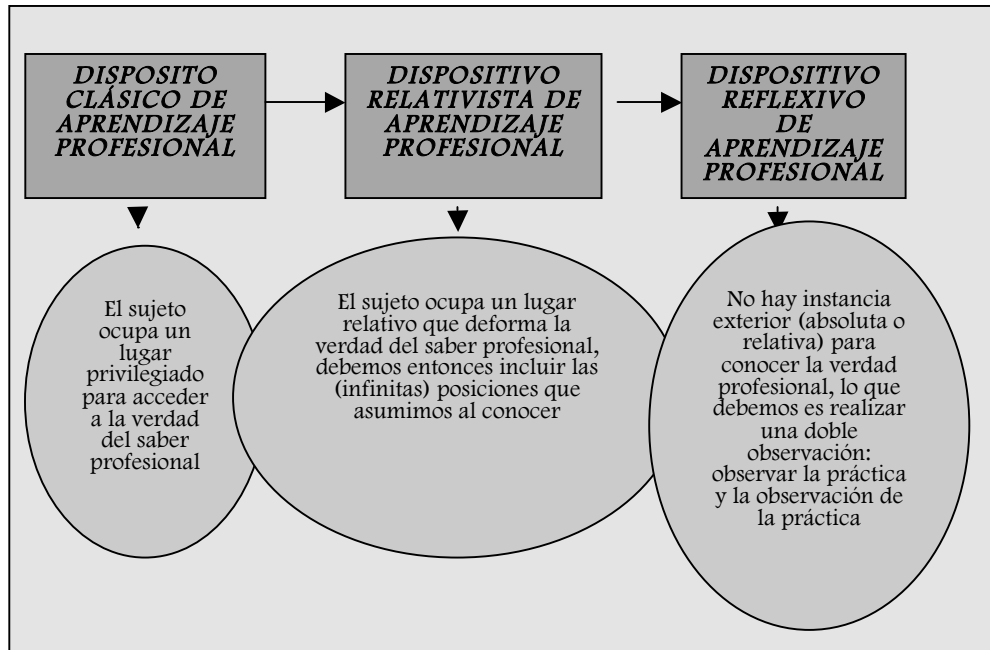 DISPOSITO
CLÁSICO DE
APRENDIZAJE
PROFESIONAL
DISPOSITIVO
RELATIVISTA DE
APRENDIZAJE
PROFESIONAL
DISPOSITIVO
REFLEXIVO
DE
APRENDIZAJE
PROFESIONAL
El sujeto
ocupa un
lugar
privilegiado
para acceder
a la verdad
del saber
profesional
El sujeto ocupa un lugar
relativo que deforma la
verdad del saber profesional,
debemos entonces incluir las
(infinitas) posiciones que
asumimos al conocer
No hay instancia
exterior (absoluta o
relativa) para
conocer la verdad
profesional, lo que
debemos es realizar
una doble
observación:
observar la práctica
y la observación de
la práctica